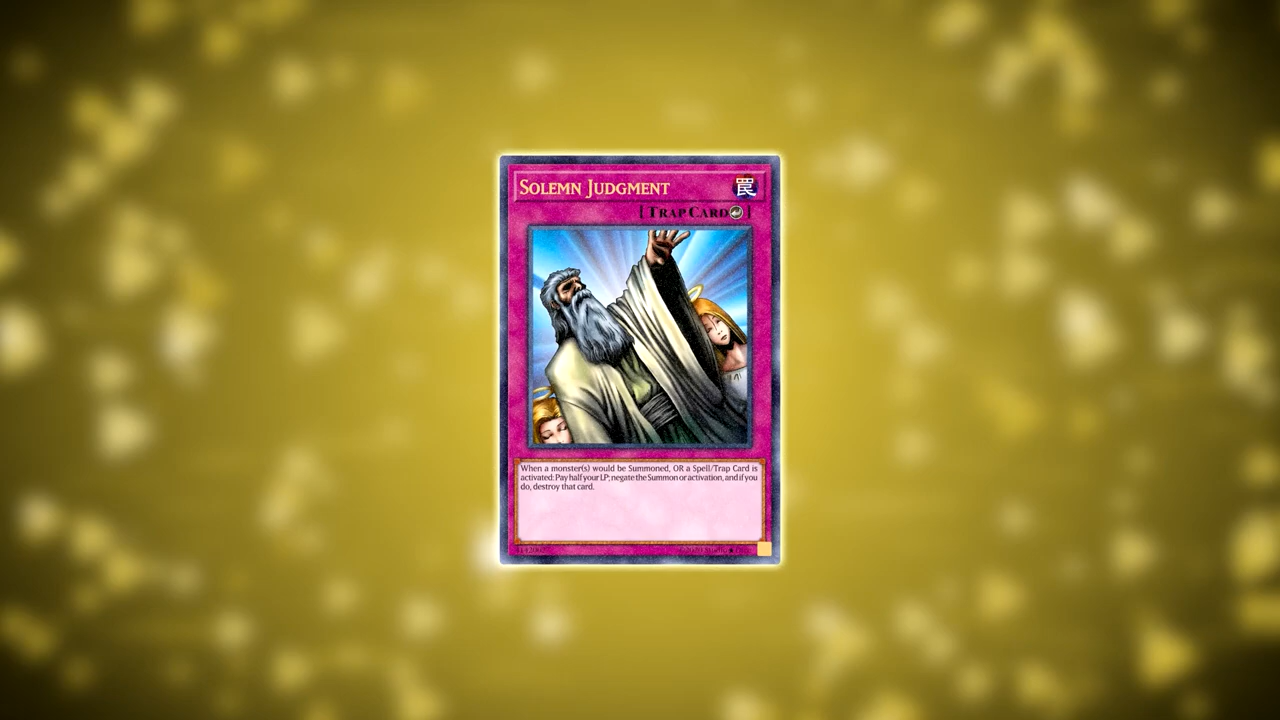 SOLEMN JUDGMENT
罠
[TRAP CARD]
When a monster(s) would be Summoned, OR a Spell/Trap Card is
activated: Pay half your LP; negate the Summon or activation, and if you
do, destroy that card.